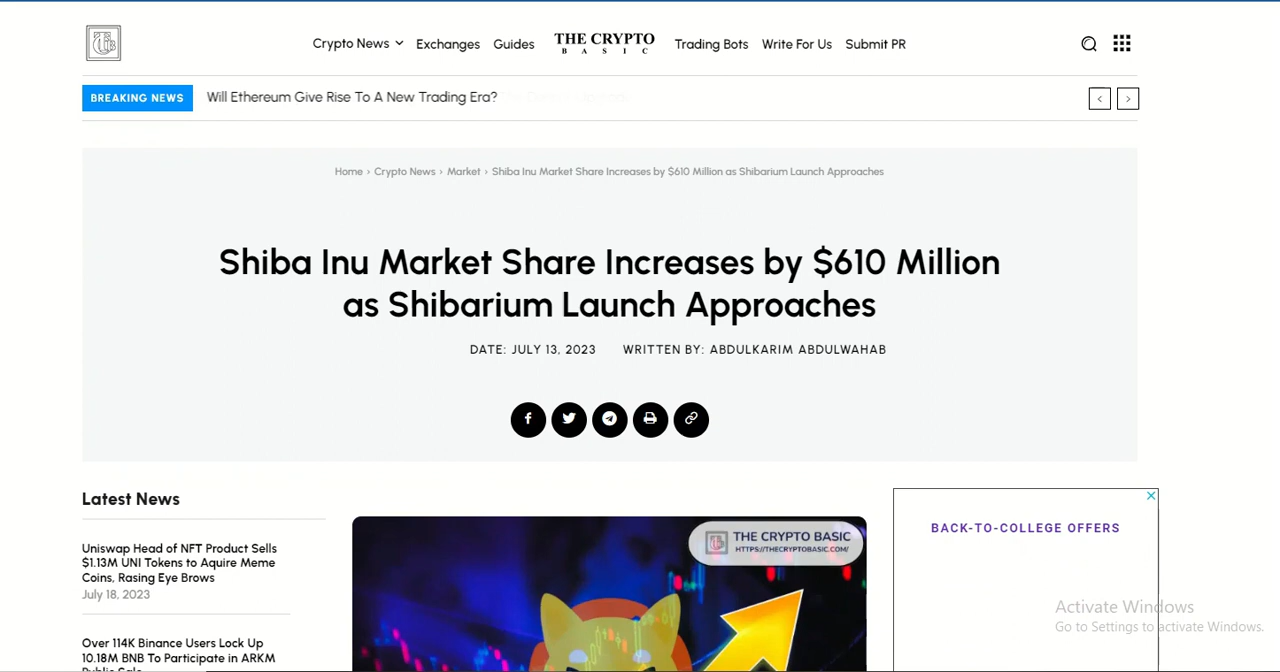 Crypto News Exchanges Guides THE CRYPTO BASIC Trading Bots Write For Us Submit PR
BREAKING NEWS Will Ethereum Give Rise To A New Trading Era?
Home › Crypto News › Market › Shiba Inu Market Share Increases by $610 Million as Shibarium Launch Approaches
Shiba Inu Market Share Increases by $610 Million
as Shibarium Launch Approaches
DATE: JULY 13, 2023 WRITTEN BY: ABDULKARIM ABDULWAHAB
Latest News
Uniswap Head of NFT Product Sells
$1.13M UNI Tokens to Aquire Meme
Coins, Rasing Eye Brows
July 18, 2023
Over 114K Binance Users Lock Up
10.18M BNB To Participate in ARKM
Public Sale
THE CRYPTO BASIC
HTTPS://THECRYPTOBASIC.COM/
BACK-TO-COLLEGE OFFERS
Activate Windows
Go to Settings to activate Windows.